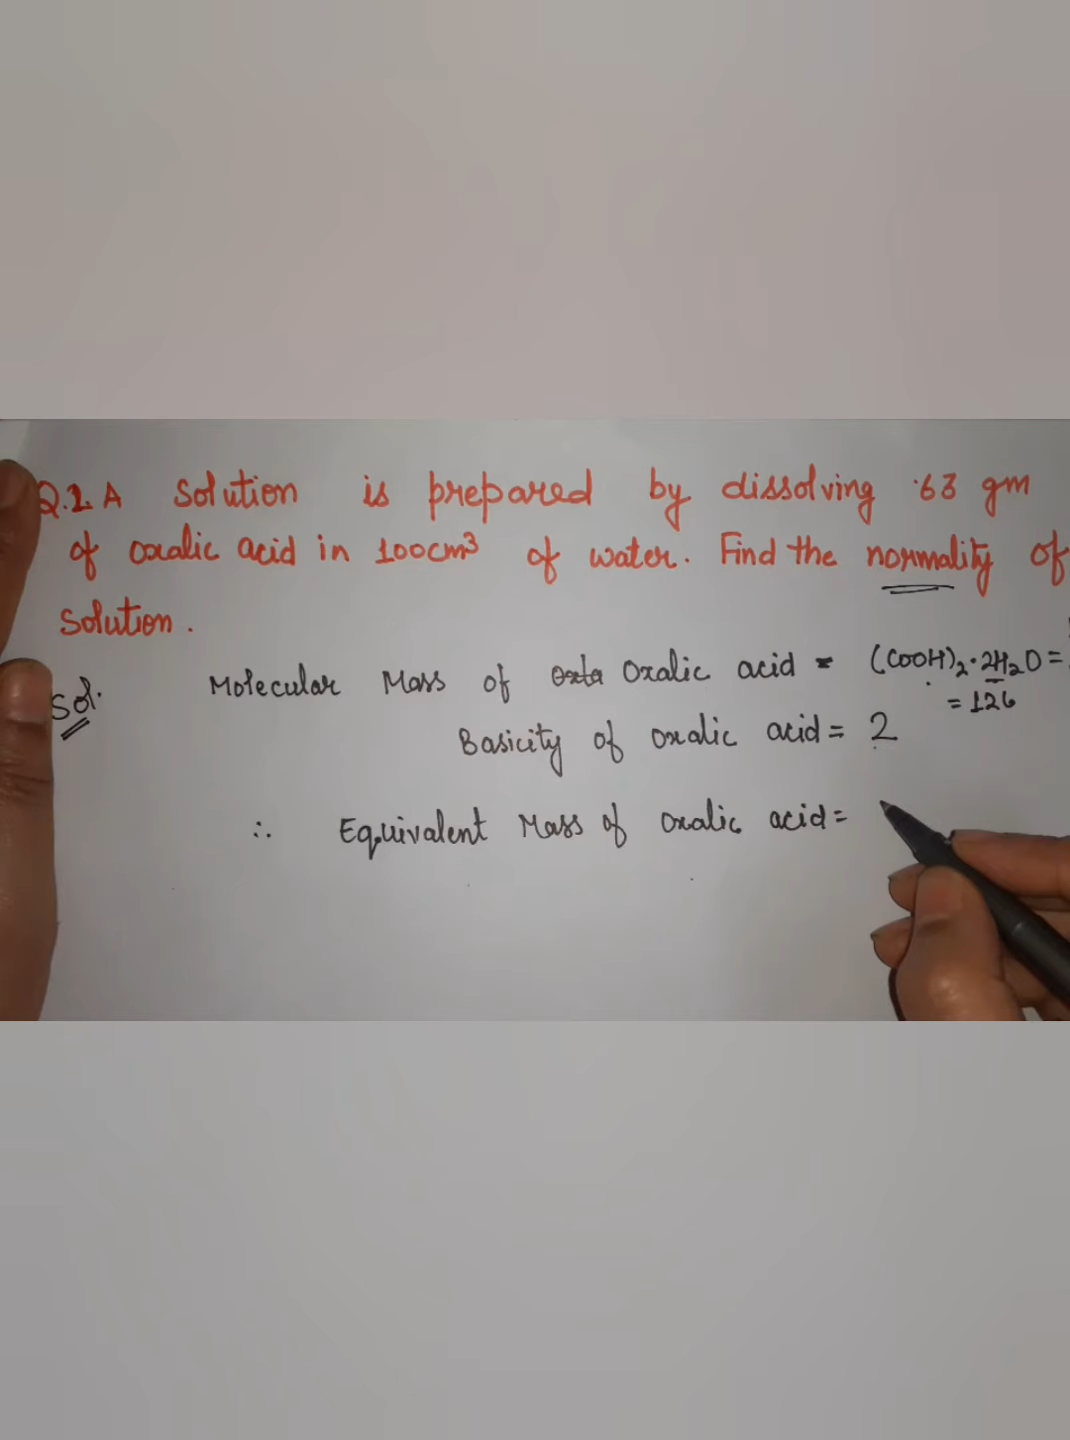 Q.1. A solution is prepared by dissolving .63 gm
of oxalic acid in 100cm³ of water. Find the normality of
solution.
Sol. Molecular Mass of Oxalic acid = (COOH)₂·2H₂O =
= 126
Basicity of oxalic acid = 2
∴ Equivalent Mass of oxalic acid =